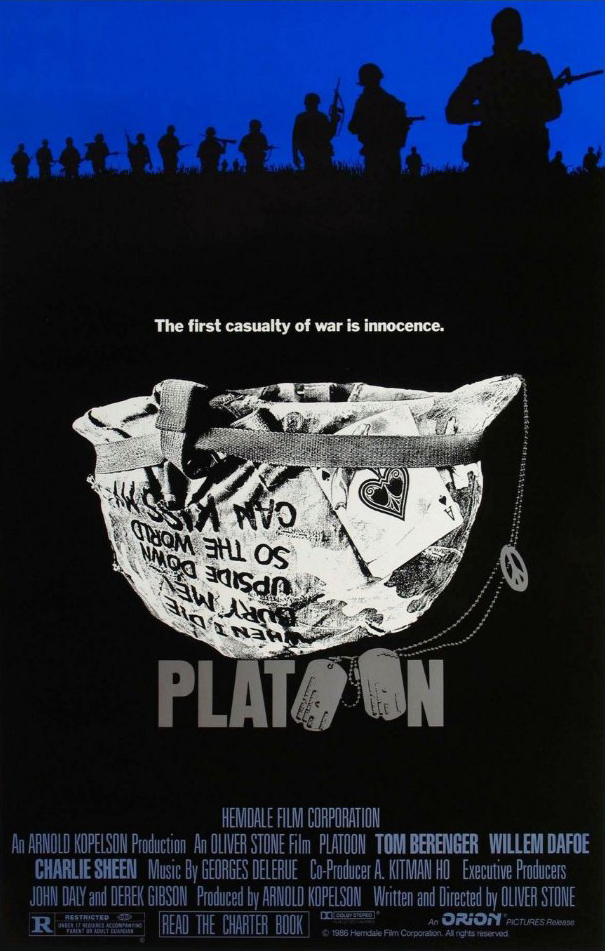 The first casualty of war is innocence.
WHEN I DIE
BURY ME
UPSIDE DOWN
SO THE WORLD
CAN KISS MY
A
PLATOON
HEMDALE FILM CORPORATION
An ARNOLD KOPELSON Production An OLIVER STONE Film PLATOON TOM BERENGER WILLEM DAFOE
CHARLIE SHEEN Music By GEORGES DELERUE Co-Producer A. KITMAN HO Executive Producers
JOHN DALY and DEREK GIBSON Produced by ARNOLD KOPELSON Written and Directed by OLIVER STONE
R RESTRICTED
UNDER 17 REQUIRES ACCOMPANYING
PARENT OR ADULT GUARDIAN
READ THE CHARTER BOOK
DOLBY STEREO
An ORION PICTURES Release
© 1986 Hemdale Film Corporation. All rights reserved.